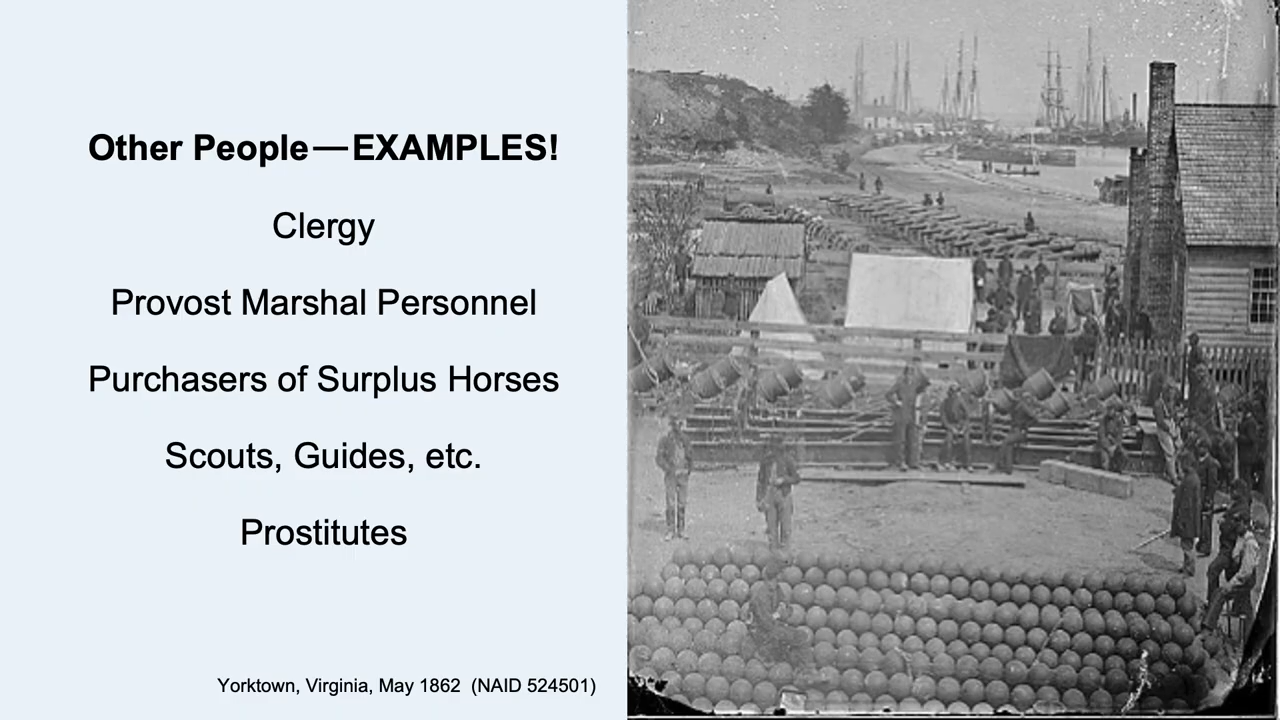 Other People—EXAMPLES!
Clergy
Provost Marshal Personnel
Purchasers of Surplus Horses
Scouts, Guides, etc.
Prostitutes
Yorktown, Virginia, May 1862  (NAID 524501)